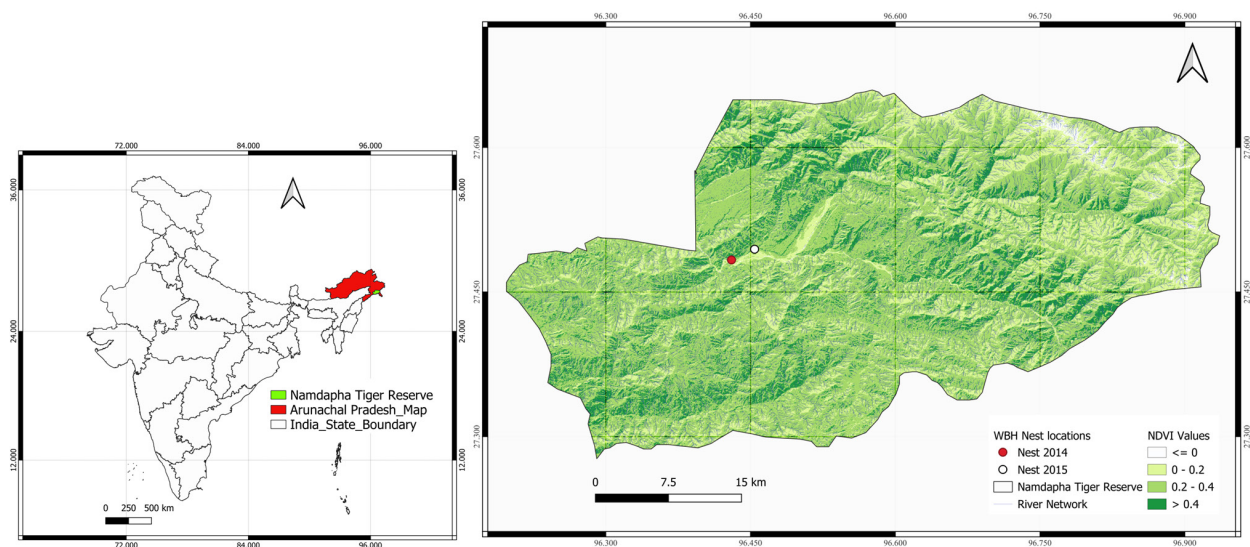 72.000 84.000 96.000
36.000 36.000
24.000 24.000
12.000 12.000
Namdapha Tiger Reserve
Arunachal Pradesh_Map
India_State_Boundary
0 250 500 km
72.000 84.000 96.000
96.300 96.450 96.600 96.750 96.900
27.600 27.600
27.450 27.450
27.300 27.300
WBH Nest locations
Nest 2014
Nest 2015
Namdapha Tiger Reserve
River Network
NDVI Values
<= 0
0 - 0.2
0.2 - 0.4
> 0.4
0 7.5 15 km
96.300 96.450 96.600 96.750 96.900